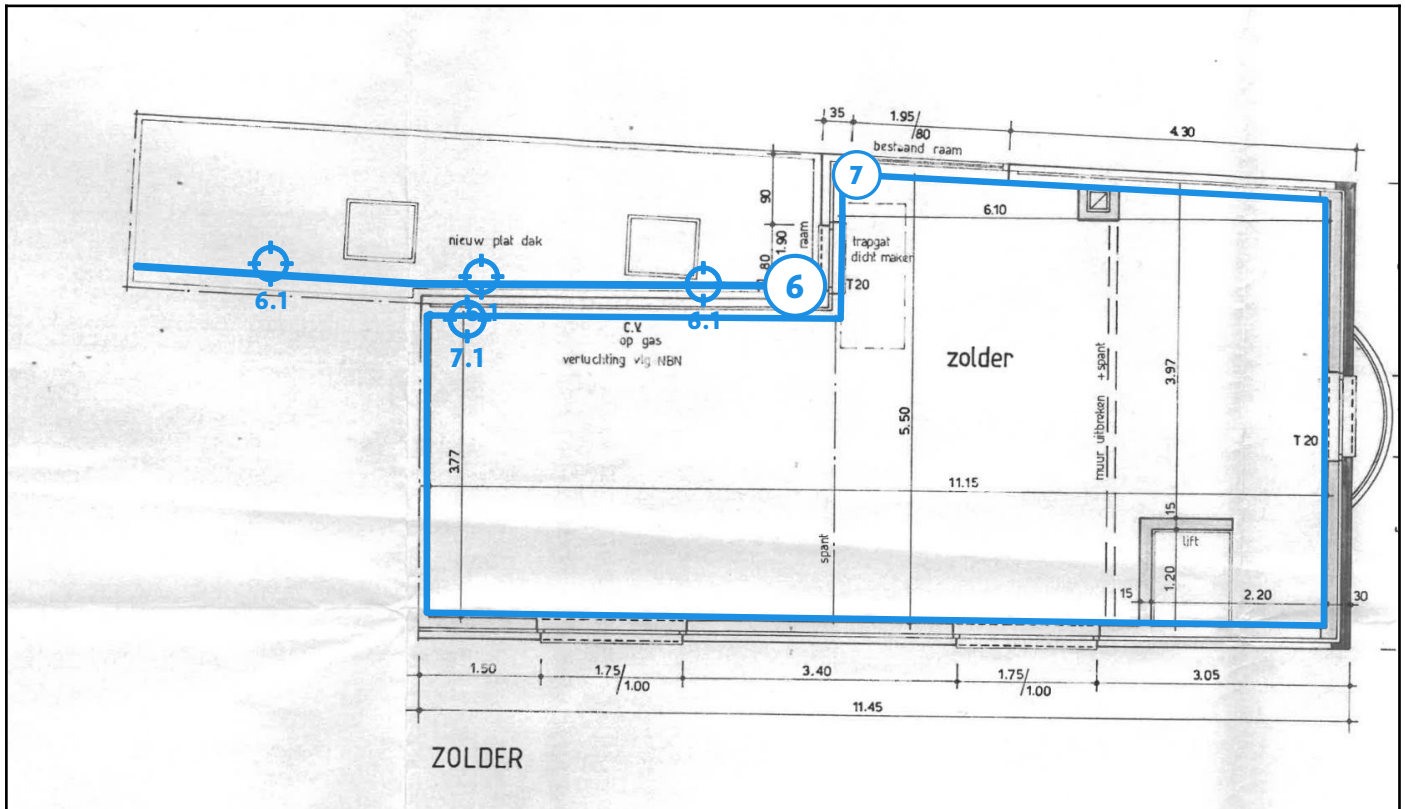 35
1.95/
80
4.30
bestaand raam
7
90
6.10
nieuw plat dak
1.90
80
raam
trapgat
dicht maken
6
T20
6.1
6.1
7.1
C.V.
op gas
verluchting vlg NBN
zolder
+ spant
muur uitbreken
3.97
5.50
3.77
T 20
11.15
15
lift
spant
1.20
15
2.20
30
1.50
1.75/
1.00
3.40
1.75/
1.00
3.05
11.45
ZOLDER